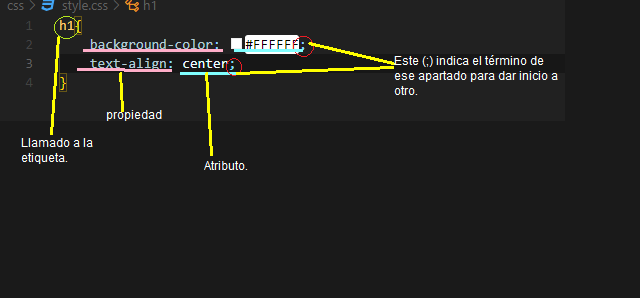 css > style.css > h1
1 h1{
2 background-color: #FFFFFF;
3 text-align: center;
4 }
Este (;) indica el término de
ese apartado para dar inicio a
otro.
propiedad
Llamado a la
etiqueta.
Atributo.